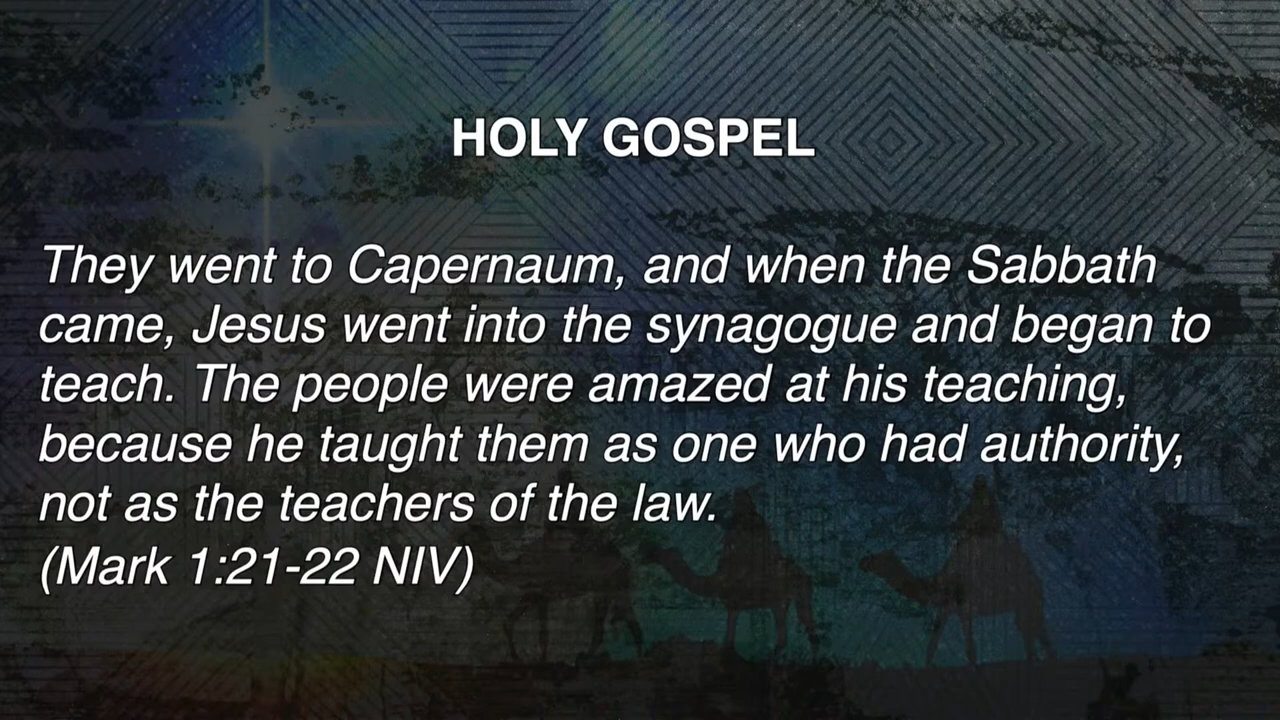 HOLY GOSPEL
They went to Capernaum, and when the Sabbath
came, Jesus went into the synagogue and began to
teach. The people were amazed at his teaching,
because he taught them as one who had authority,
not as the teachers of the law.
(Mark 1:21-22 NIV)